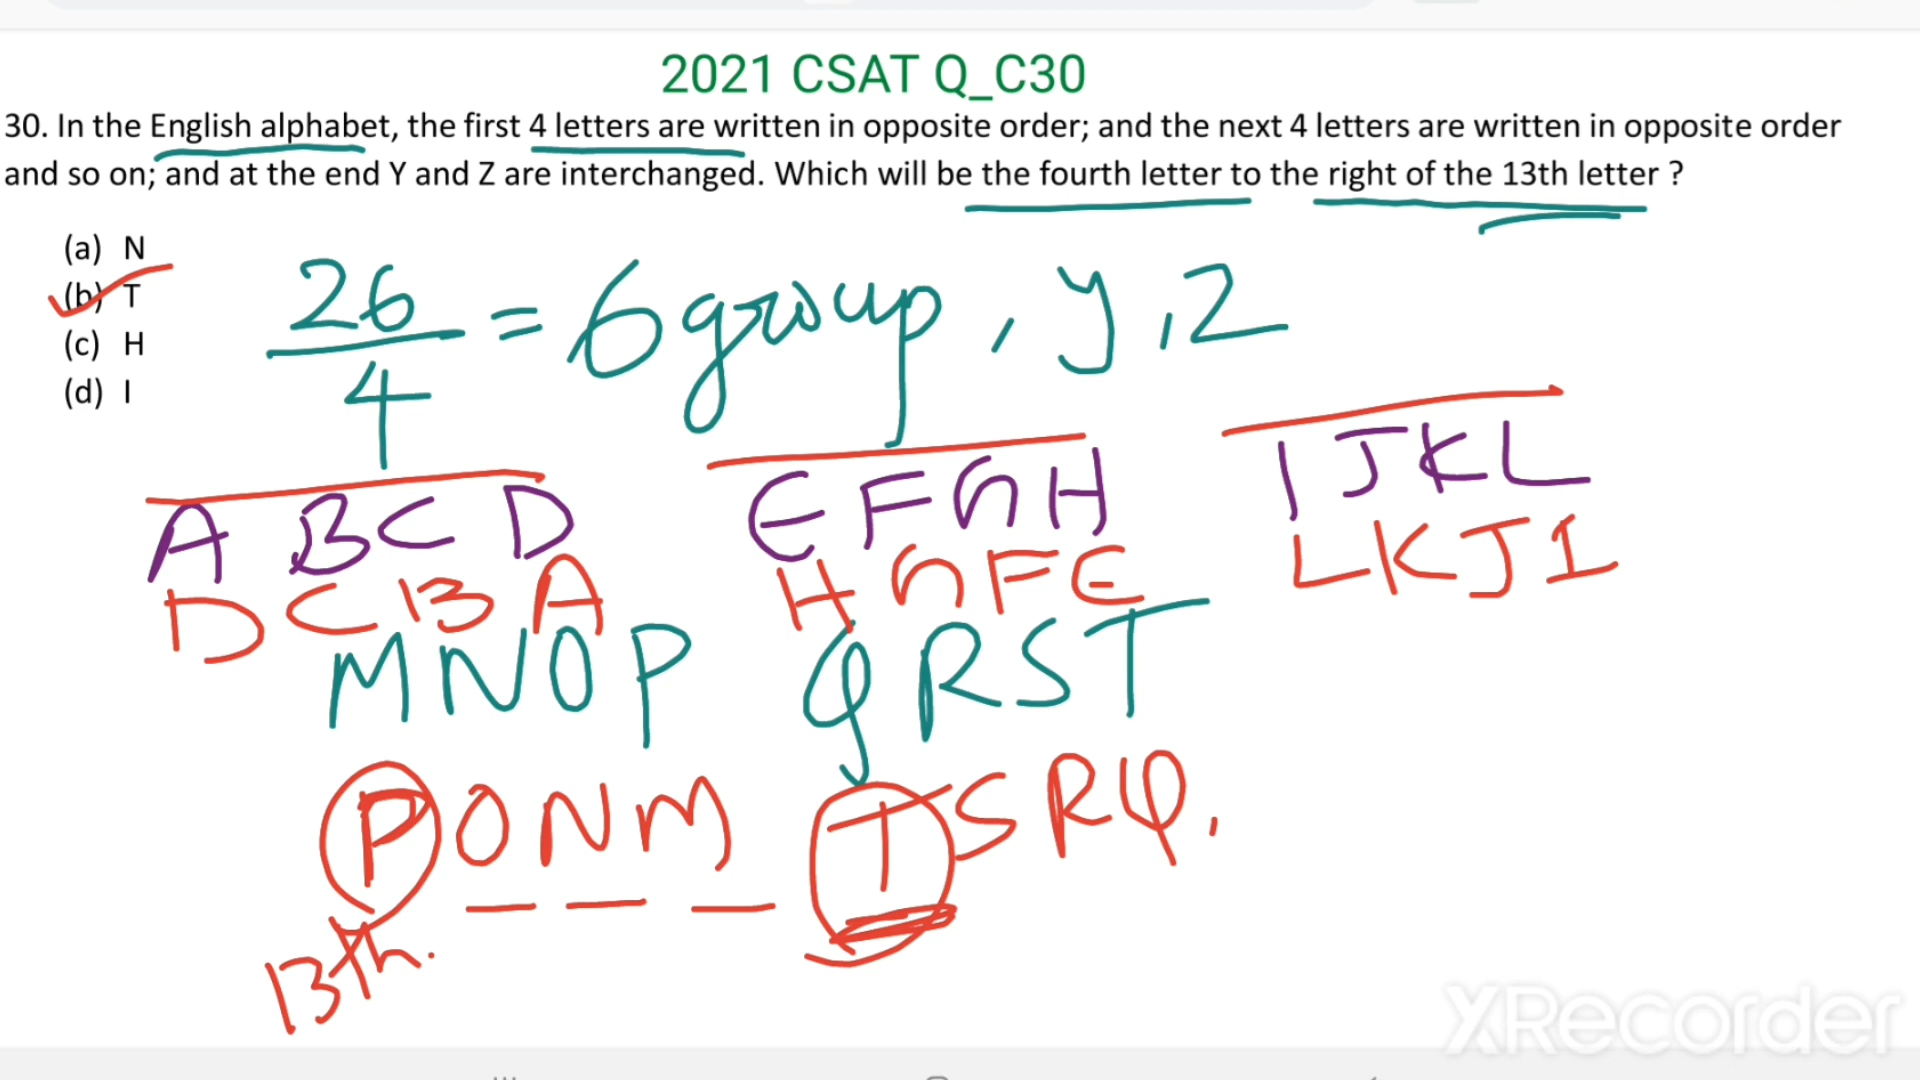 2021 CSAT Q_C30
30. In the English alphabet, the first 4 letters are written in opposite order; and the next 4 letters are written in opposite order
and so on; and at the end Y and Z are interchanged. Which will be the fourth letter to the right of the 13th letter ?
(a) N
(b) T
(c) H
(d) I
26
4
= 6 group, y, Z
A B C D E F G H I J K L
D C B A H G F E L K J I
M N O P Q R S T
P O N M T S R Q.
13th.
XRecorder